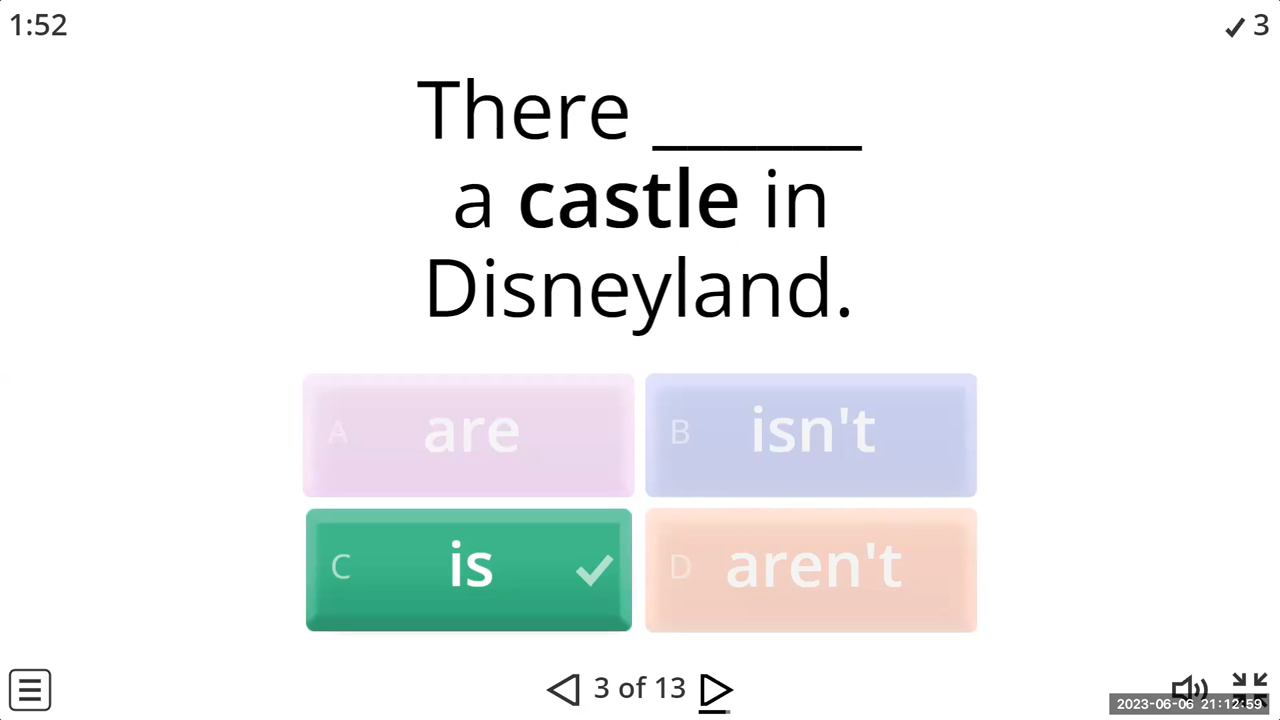 1:52
3
There ______
a castle in
Disneyland.
A are
B isn't
C is
D aren't
3 of 13
2023-06-06 21:12:59